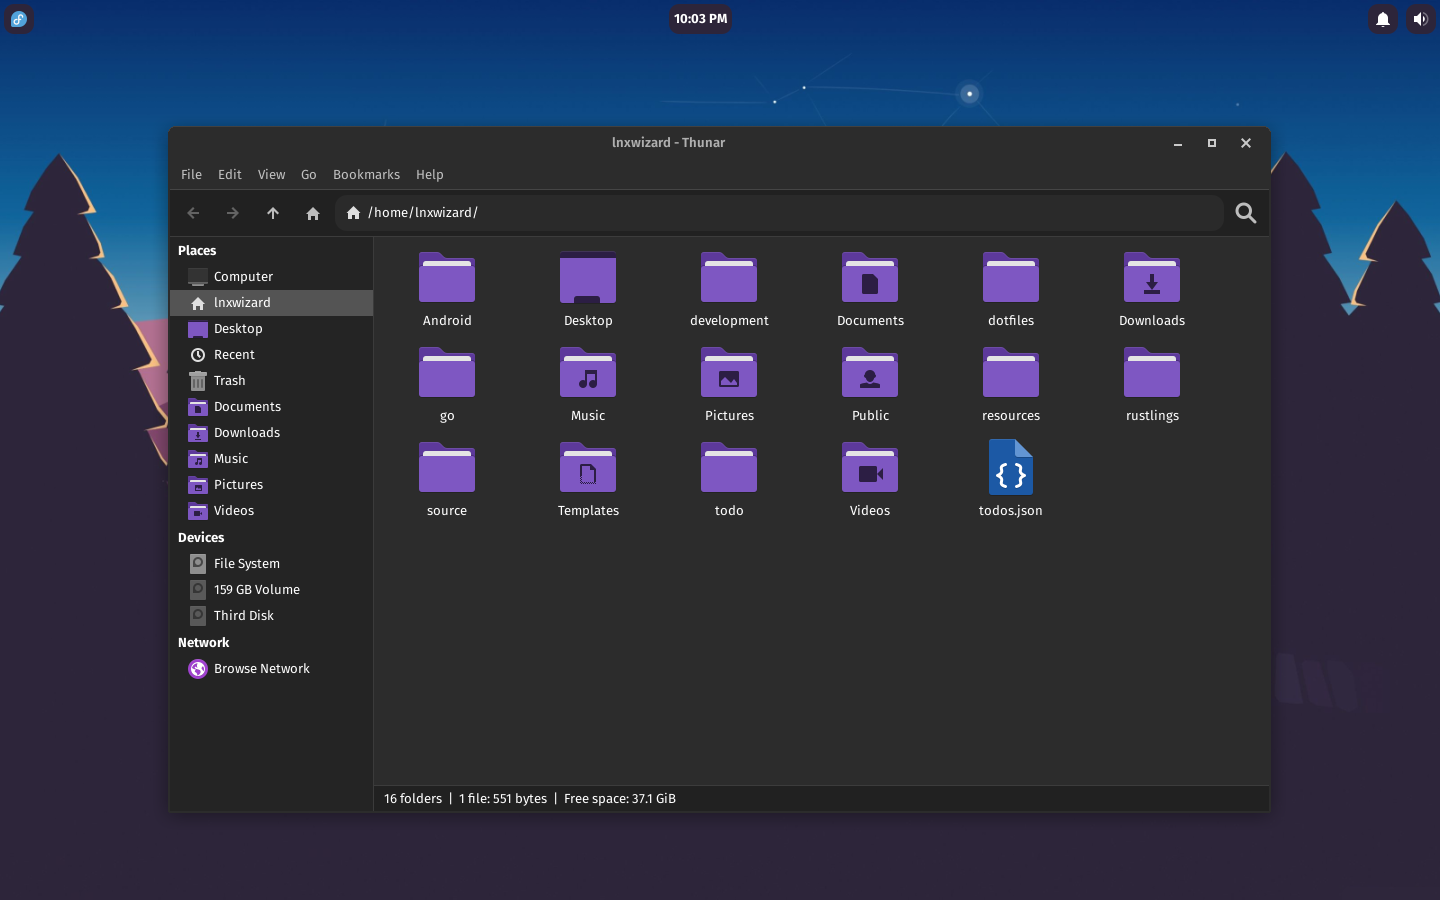 10:03 PM
lnxwizard - Thunar
File Edit View Go Bookmarks Help
/home/lnxwizard/
Places
Computer
lnxwizard
Desktop
Recent
Trash
Documents
Downloads
Music
Pictures
Videos
Devices
File System
159 GB Volume
Third Disk
Network
Browse Network
Android Desktop development Documents dotfiles Downloads
go Music Pictures Public resources rustlings
source Templates todo Videos todos.json
16 folders | 1 file: 551 bytes | Free space: 37.1 GiB